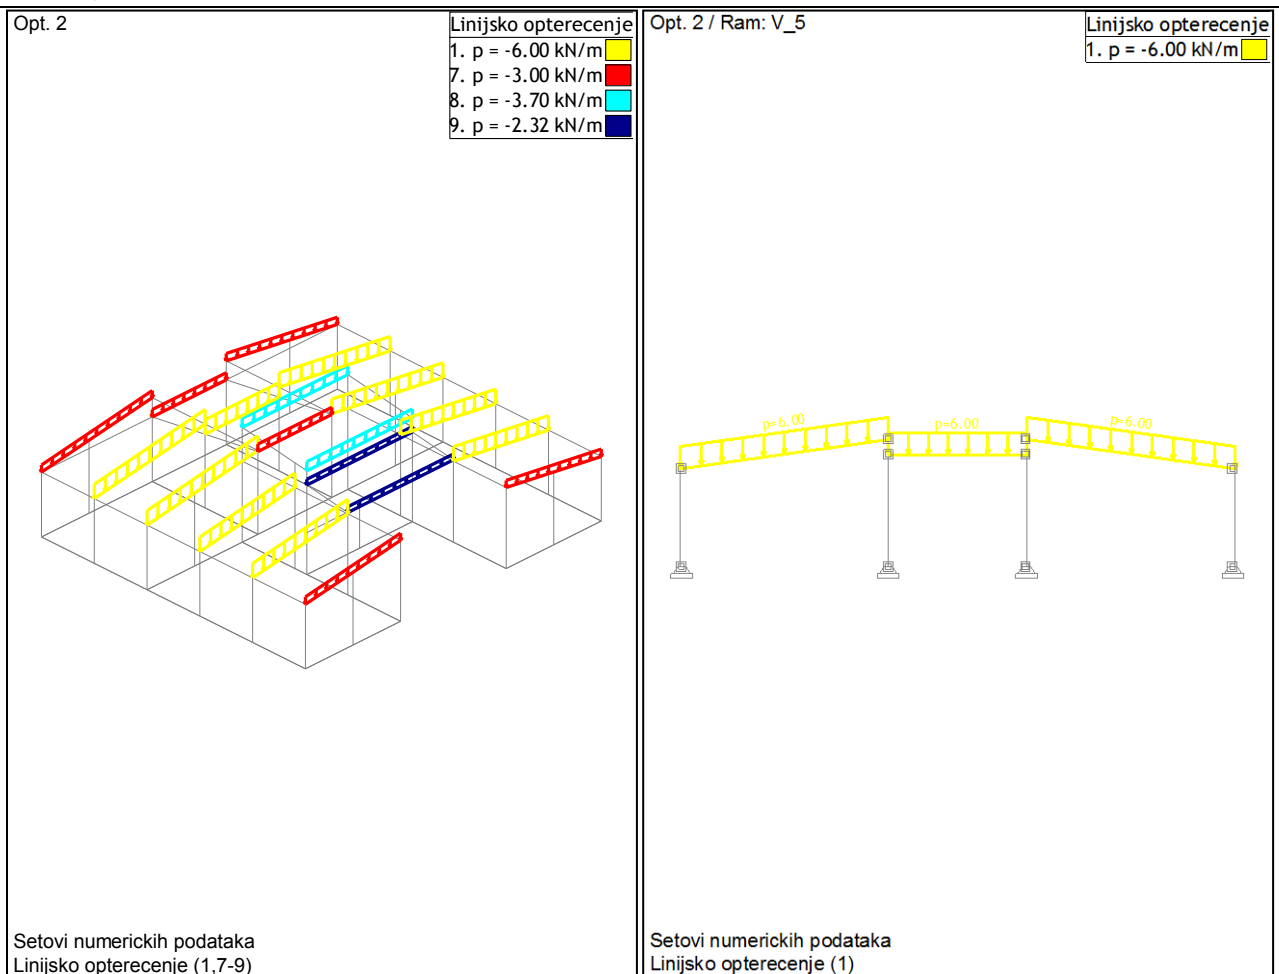 Opt. 2
Linijsko opterecenje
1. p = -6.00 kN/m
7. p = -3.00 kN/m
8. p = -3.70 kN/m
9. p = -2.32 kN/m
Setovi numerickih podataka
Linijsko opterecenje (1,7-9)
Opt. 2 / Ram: V_5
Linijsko opterecenje
1. p = -6.00 kN/m
p=6.00
p=6.00
p=6.00
Setovi numerickih podataka
Linijsko opterecenje (1)